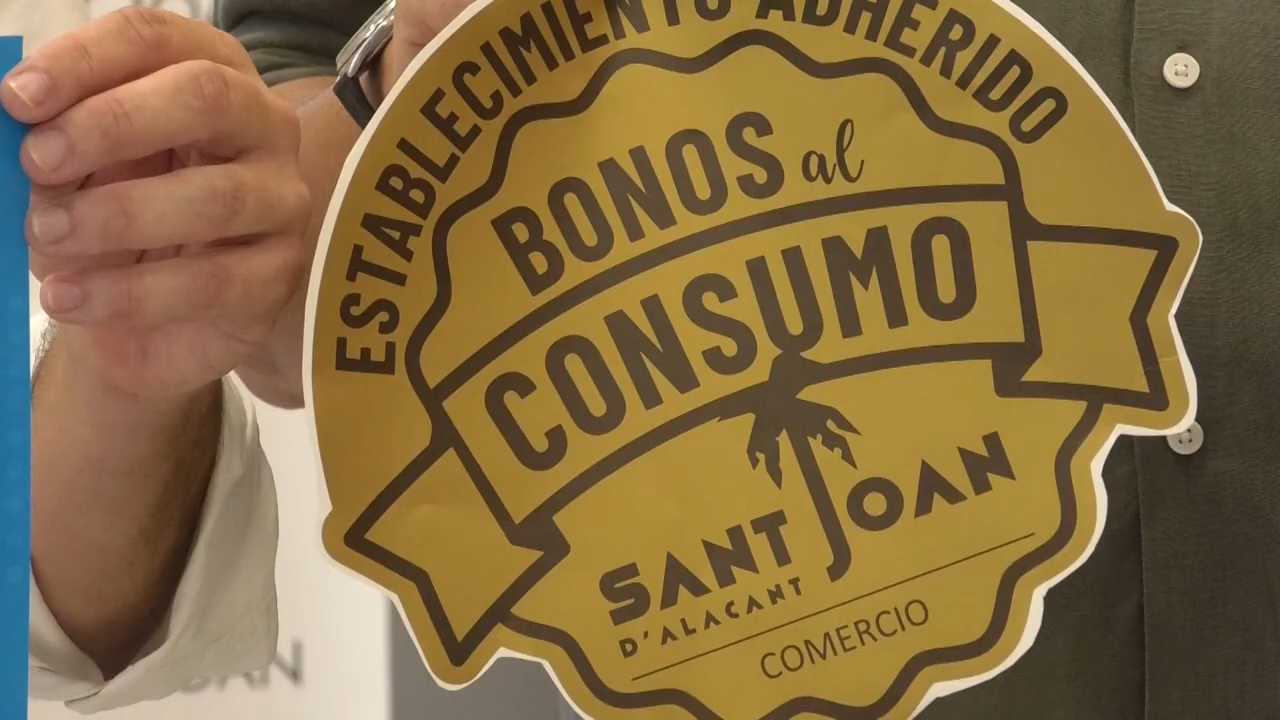 ESTABLECIMIENTO ADHERIDO
BONOS al
CONSUMO
SANT JOAN
D'ALACANT
COMERCIO